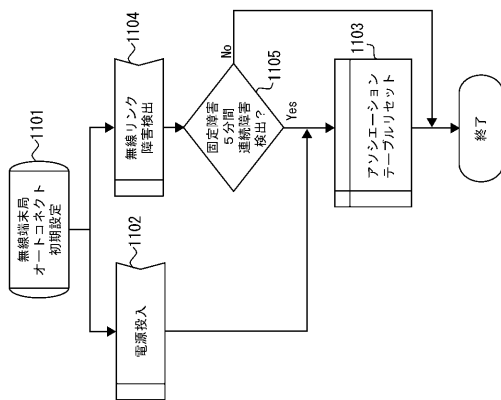 1101
無線端末局
オートコネクト
初期設定
1102
電源投入
1104
無線リンク
障害検出
1105
固定障害
5分間
連続障害
検出?
No
Yes
1103
アソシエーション
テーブルリセット
終了